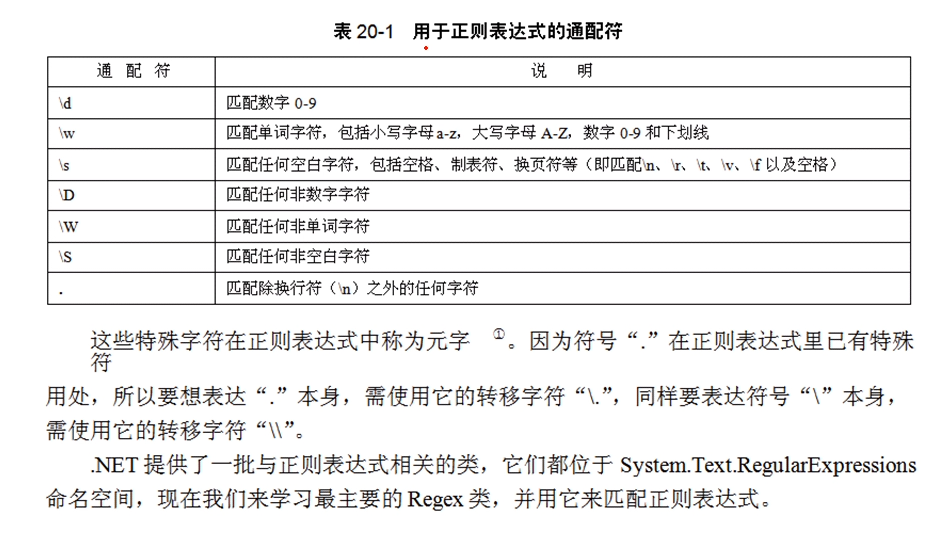 表 20-1 用于正则表达式的通配符
通 配 符 说 明
\d 匹配数字 0-9
\w 匹配单词字符，包括小写字母 a-z，大写字母 A-Z，数字 0-9 和下划线
\s 匹配任何空白字符，包括空格、制表符、换页符等（即匹配\n、\r、\t、\v、\f 以及空格）
\D 匹配任何非数字字符
\W 匹配任何非单词字符
\S 匹配任何非空白字符
. 匹配除换行符（\n）之外的任何字符
这些特殊字符在正则表达式中称为元字符①。因为符号“.”在正则表达式里已有特殊
用处，所以要想表达“.”本身，需使用它的转移字符“\.”，同样要表达符号“\”本身，
需使用它的转移字符“\\”。
.NET 提供了一批与正则表达式相关的类，它们都位于 System.Text.RegularExpressions
命名空间，现在我们来学习最主要的 Regex 类，并用它来匹配正则表达式。